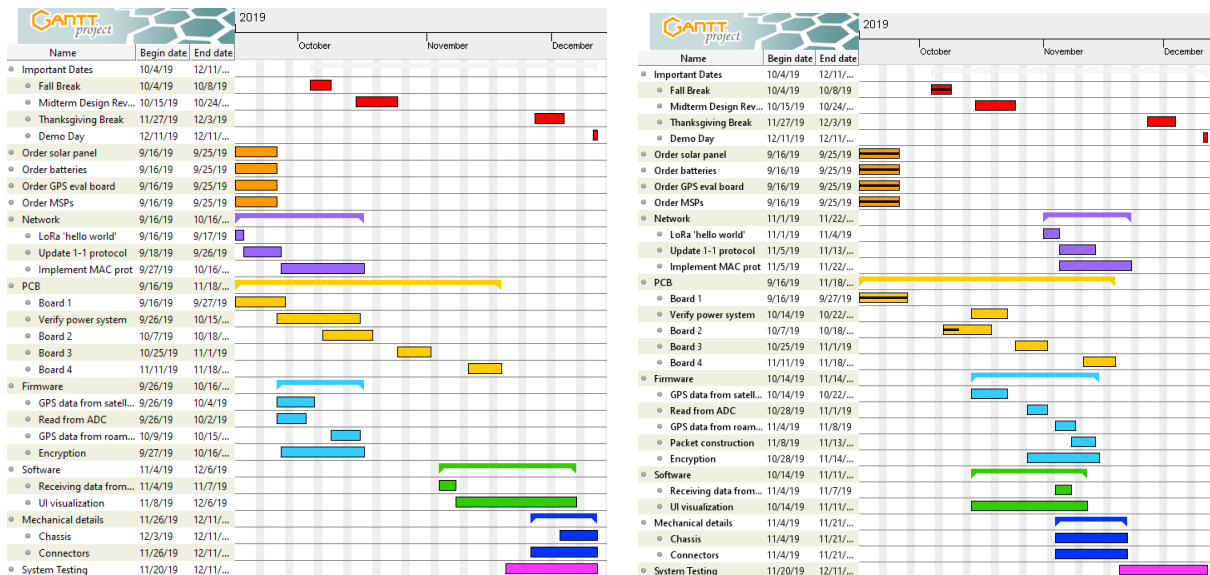 GANTT project
2019
October November December
Name Begin date End date
Important Dates 10/4/19 12/11/...
Fall Break 10/4/19 10/8/19
Midterm Design Rev... 10/15/19 10/24/...
Thanksgiving Break 11/27/19 12/3/19
Demo Day 12/11/19 12/11/...
Order solar panel 9/16/19 9/25/19
Order batteries 9/16/19 9/25/19
Order GPS eval board 9/16/19 9/25/19
Order MSPs 9/16/19 9/25/19
Network 9/16/19 10/16/...
LoRa 'hello world' 9/16/19 9/17/19
Update 1-1 protocol 9/18/19 9/26/19
Implement MAC prot 9/27/19 10/16/...
PCB 9/16/19 11/18/...
Board 1 9/16/19 9/27/19
Verify power system 9/26/19 10/15/...
Board 2 10/7/19 10/18/...
Board 3 10/25/19 11/1/19
Board 4 11/11/19 11/18/...
Firmware 9/26/19 10/16/...
GPS data from satell... 9/26/19 10/4/19
Read from ADC 9/26/19 10/2/19
GPS data from roam... 10/9/19 10/15/...
Encryption 9/27/19 10/16/...
Software 11/4/19 12/6/19
Receiving data from... 11/4/19 11/7/19
UI visualization 11/8/19 12/6/19
Mechanical details 11/26/19 12/11/...
Chassis 12/3/19 12/11/...
Connectors 11/26/19 12/11/...
System Testing 11/20/19 12/11/...
GANTT project
2019
October November December
Name Begin date End date
Important Dates 10/4/19 12/11/...
Fall Break 10/4/19 10/8/19
Midterm Design Rev... 10/15/19 10/24/...
Thanksgiving Break 11/27/19 12/3/19
Demo Day 12/11/19 12/11/...
Order solar panel 9/16/19 9/25/19
Order batteries 9/16/19 9/25/19
Order GPS eval board 9/16/19 9/25/19
Order MSPs 9/16/19 9/25/19
Network 11/1/19 11/22/...
LoRa 'hello world' 11/1/19 11/4/19
Update 1-1 protocol 11/5/19 11/13/...
Implement MAC prot 11/5/19 11/22/...
PCB 9/16/19 11/18/...
Board 1 9/16/19 9/27/19
Verify power system 10/14/19 10/22/...
Board 2 10/7/19 10/18/...
Board 3 10/25/19 11/1/19
Board 4 11/11/19 11/18/...
Firmware 10/14/19 11/14/...
GPS data from satell... 10/14/19 10/22/...
Read from ADC 10/28/19 11/1/19
GPS data from roam... 11/4/19 11/8/19
Packet construction 11/8/19 11/13/...
Encryption 10/28/19 11/14/...
Software 10/14/19 11/11/...
Receiving data from... 11/4/19 11/7/19
UI visualization 10/14/19 11/11/...
Mechanical details 11/4/19 11/21/...
Chassis 11/4/19 11/21/...
Connectors 11/4/19 11/21/...
System Testing 11/20/19 12/11/...